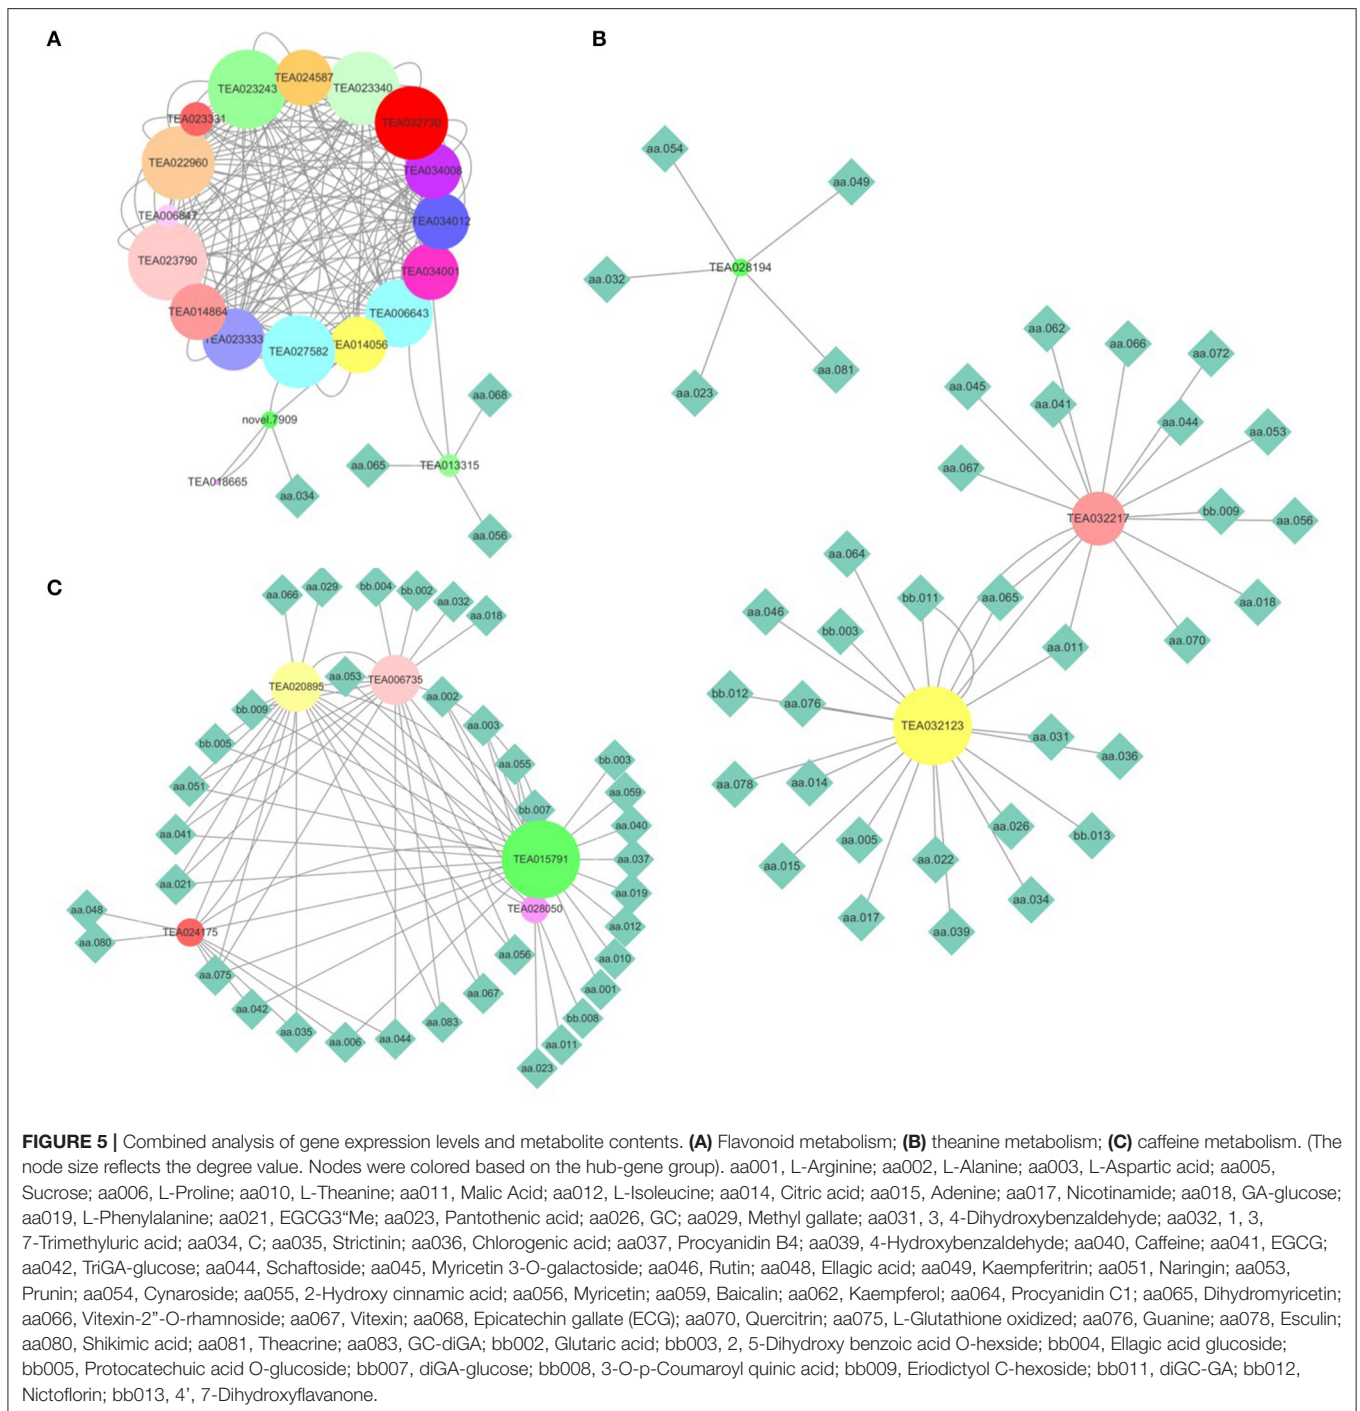 A
TEA023243
TEA024587
TEA023340
TEA032730
TEA023331
TEA022960
TEA034008
TEA006847
TEA034012
TEA023790
TEA034001
TEA014864
TEA006643
TEA023333
TEA027582
TEA014056
novel.7909
TEA018665
aa.034
aa.068
aa.065
TEA013315
aa.056
B
aa.054
aa.049
TEA028194
aa.032
aa.023
aa.081
aa.062
aa.066
aa.072
aa.045
aa.041
aa.044
aa.053
aa.067
TEA032217
bb.009
aa.056
aa.064
aa.046
bb.011
aa.065
aa.018
bb.003
aa.011
aa.070
bb.012
aa.076
TEA032123
aa.031
aa.036
aa.078
aa.014
aa.005
aa.026
bb.013
aa.015
aa.022
aa.034
aa.017
aa.039
C
aa.066
aa.029
bb.004
bb.002
aa.032
aa.018
TEA020895
aa.053
TEA006735
bb.009
aa.002
bb.005
aa.003
aa.051
aa.055
bb.003
aa.059
bb.007
aa.041
aa.040
TEA015791
aa.037
aa.021
aa.019
aa.048
TEA028050
aa.080
TEA024175
aa.012
aa.056
aa.010
aa.075
aa.067
aa.001
aa.042
aa.083
bb.008
aa.035
aa.006
aa.044
aa.011
aa.023
FIGURE 5 | Combined analysis of gene expression levels and metabolite contents. (A) Flavonoid metabolism; (B) theanine metabolism; (C) caffeine metabolism. (The
node size reflects the degree value. Nodes were colored based on the hub-gene group). aa001, L-Arginine; aa002, L-Alanine; aa003, L-Aspartic acid; aa005,
Sucrose; aa006, L-Proline; aa010, L-Theanine; aa011, Malic Acid; aa012, L-Isoleucine; aa014, Citric acid; aa015, Adenine; aa017, Nicotinamide; aa018, GA-glucose;
aa019, L-Phenylalanine; aa021, EGCG3“Me; aa023, Pantothenic acid; aa026, GC; aa029, Methyl gallate; aa031, 3, 4-Dihydroxybenzaldehyde; aa032, 1, 3,
7-Trimethyluric acid; aa034, C; aa035, Strictinin; aa036, Chlorogenic acid; aa037, Procyanidin B4; aa039, 4-Hydroxybenzaldehyde; aa040, Caffeine; aa041, EGCG;
aa042, TriGA-glucose; aa044, Schaftoside; aa045, Myricetin 3-O-galactoside; aa046, Rutin; aa048, Ellagic acid; aa049, Kaempferitrin; aa051, Naringin; aa053,
Prunin; aa054, Cynaroside; aa055, 2-Hydroxy cinnamic acid; aa056, Myricetin; aa059, Baicalin; aa062, Kaempferol; aa064, Procyanidin C1; aa065, Dihydromyricetin;
aa066, Vitexin-2”-O-rhamnoside; aa067, Vitexin; aa068, Epicatechin gallate (ECG); aa070, Quercitrin; aa075, L-Glutathione oxidized; aa076, Guanine; aa078, Esculin;
aa080, Shikimic acid; aa081, Theacrine; aa083, GC-diGA; bb002, Glutaric acid; bb003, 2, 5-Dihydroxy benzoic acid O-hexside; bb004, Ellagic acid glucoside;
bb005, Protocatechuic acid O-glucoside; bb007, diGA-glucose; bb008, 3-O-p-Coumaroyl quinic acid; bb009, Eriodictyol C-hexoside; bb011, diGC-GA; bb012,
Nictoflorin; bb013, 4’, 7-Dihydroxyflavanone.